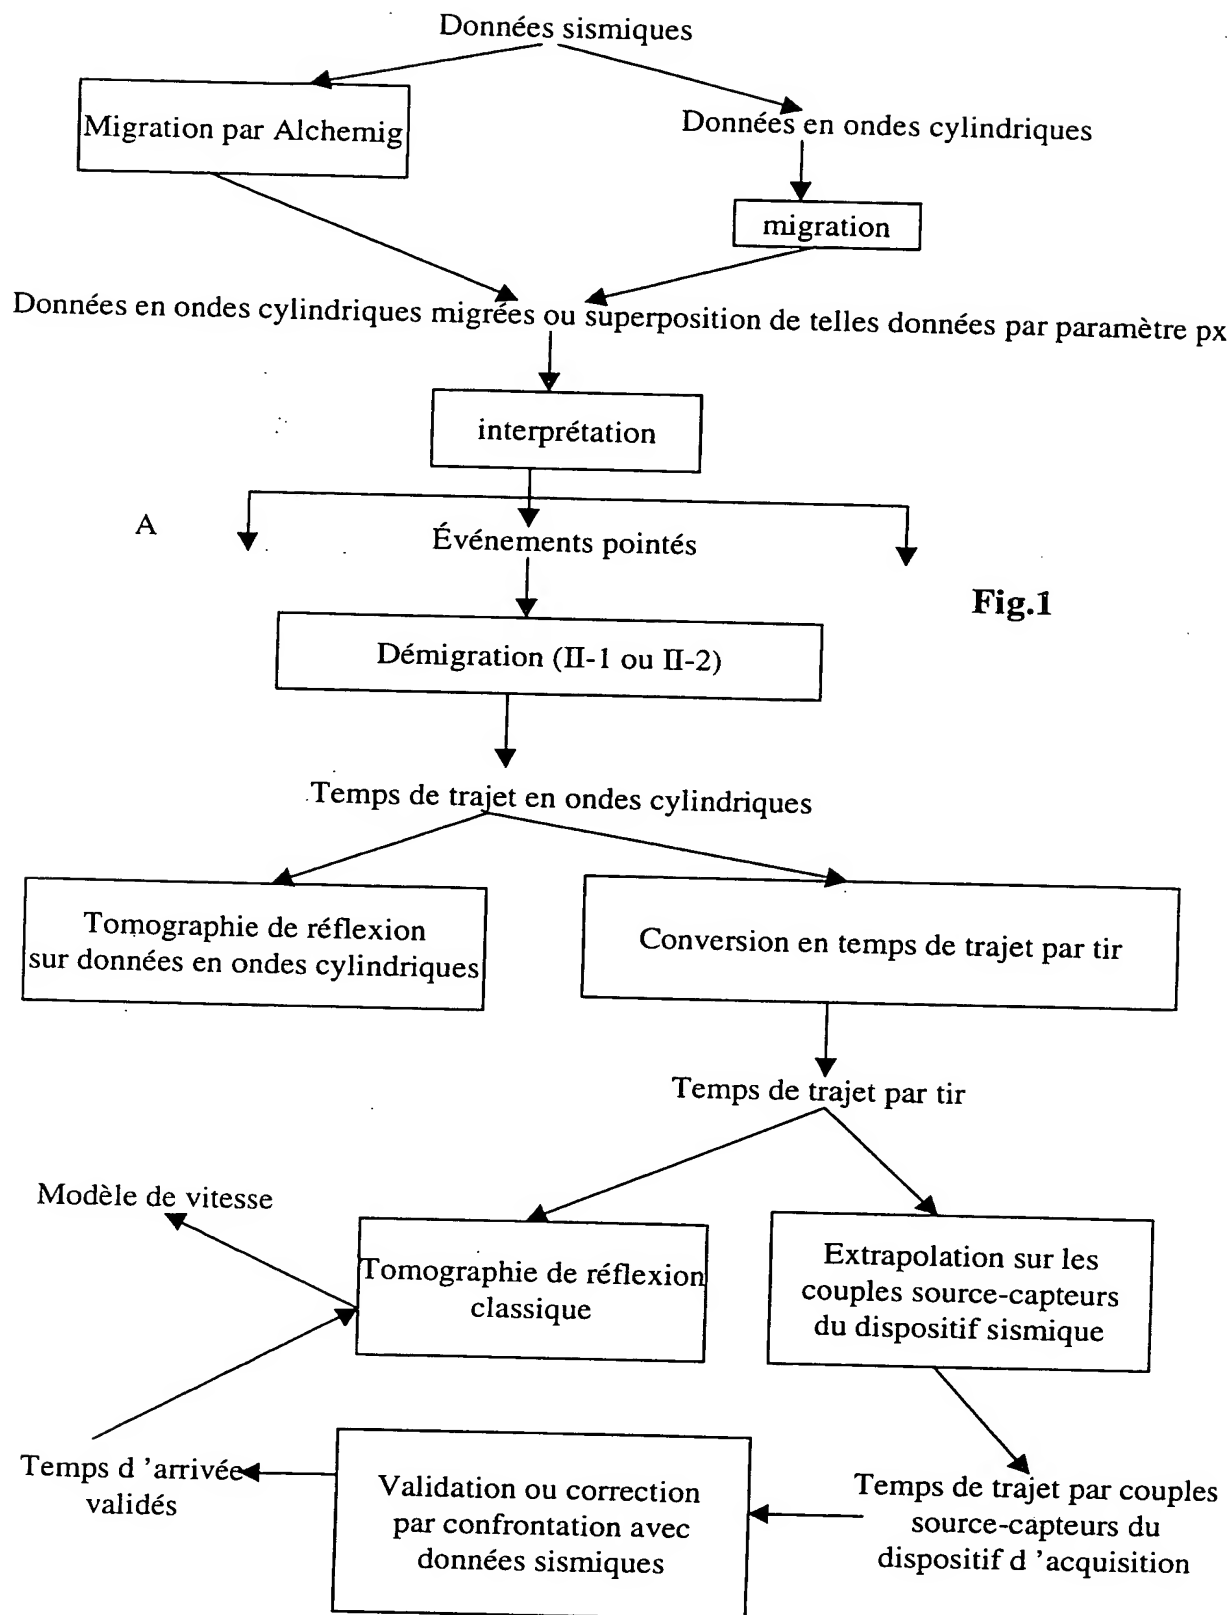 Données sismiques
Migration par Alchemig
Données en ondes cylindriques
migration
Données en ondes cylindriques migrées ou superposition de telles données par paramètre px
interprétation
A
Événements pointés
Fig.1
Démigration (II-1 ou II-2)
Temps de trajet en ondes cylindriques
Tomographie de réflexion
sur données en ondes cylindriques
Conversion en temps de trajet par tir
Temps de trajet par tir
Modèle de vitesse
Tomographie de réflexion
classique
Extrapolation sur les
couples source-capteurs
du dispositif sismique
Temps d 'arrivée
validés
Validation ou correction
par confrontation avec
données sismiques
Temps de trajet par couples
source-capteurs du
dispositif d 'acquisition